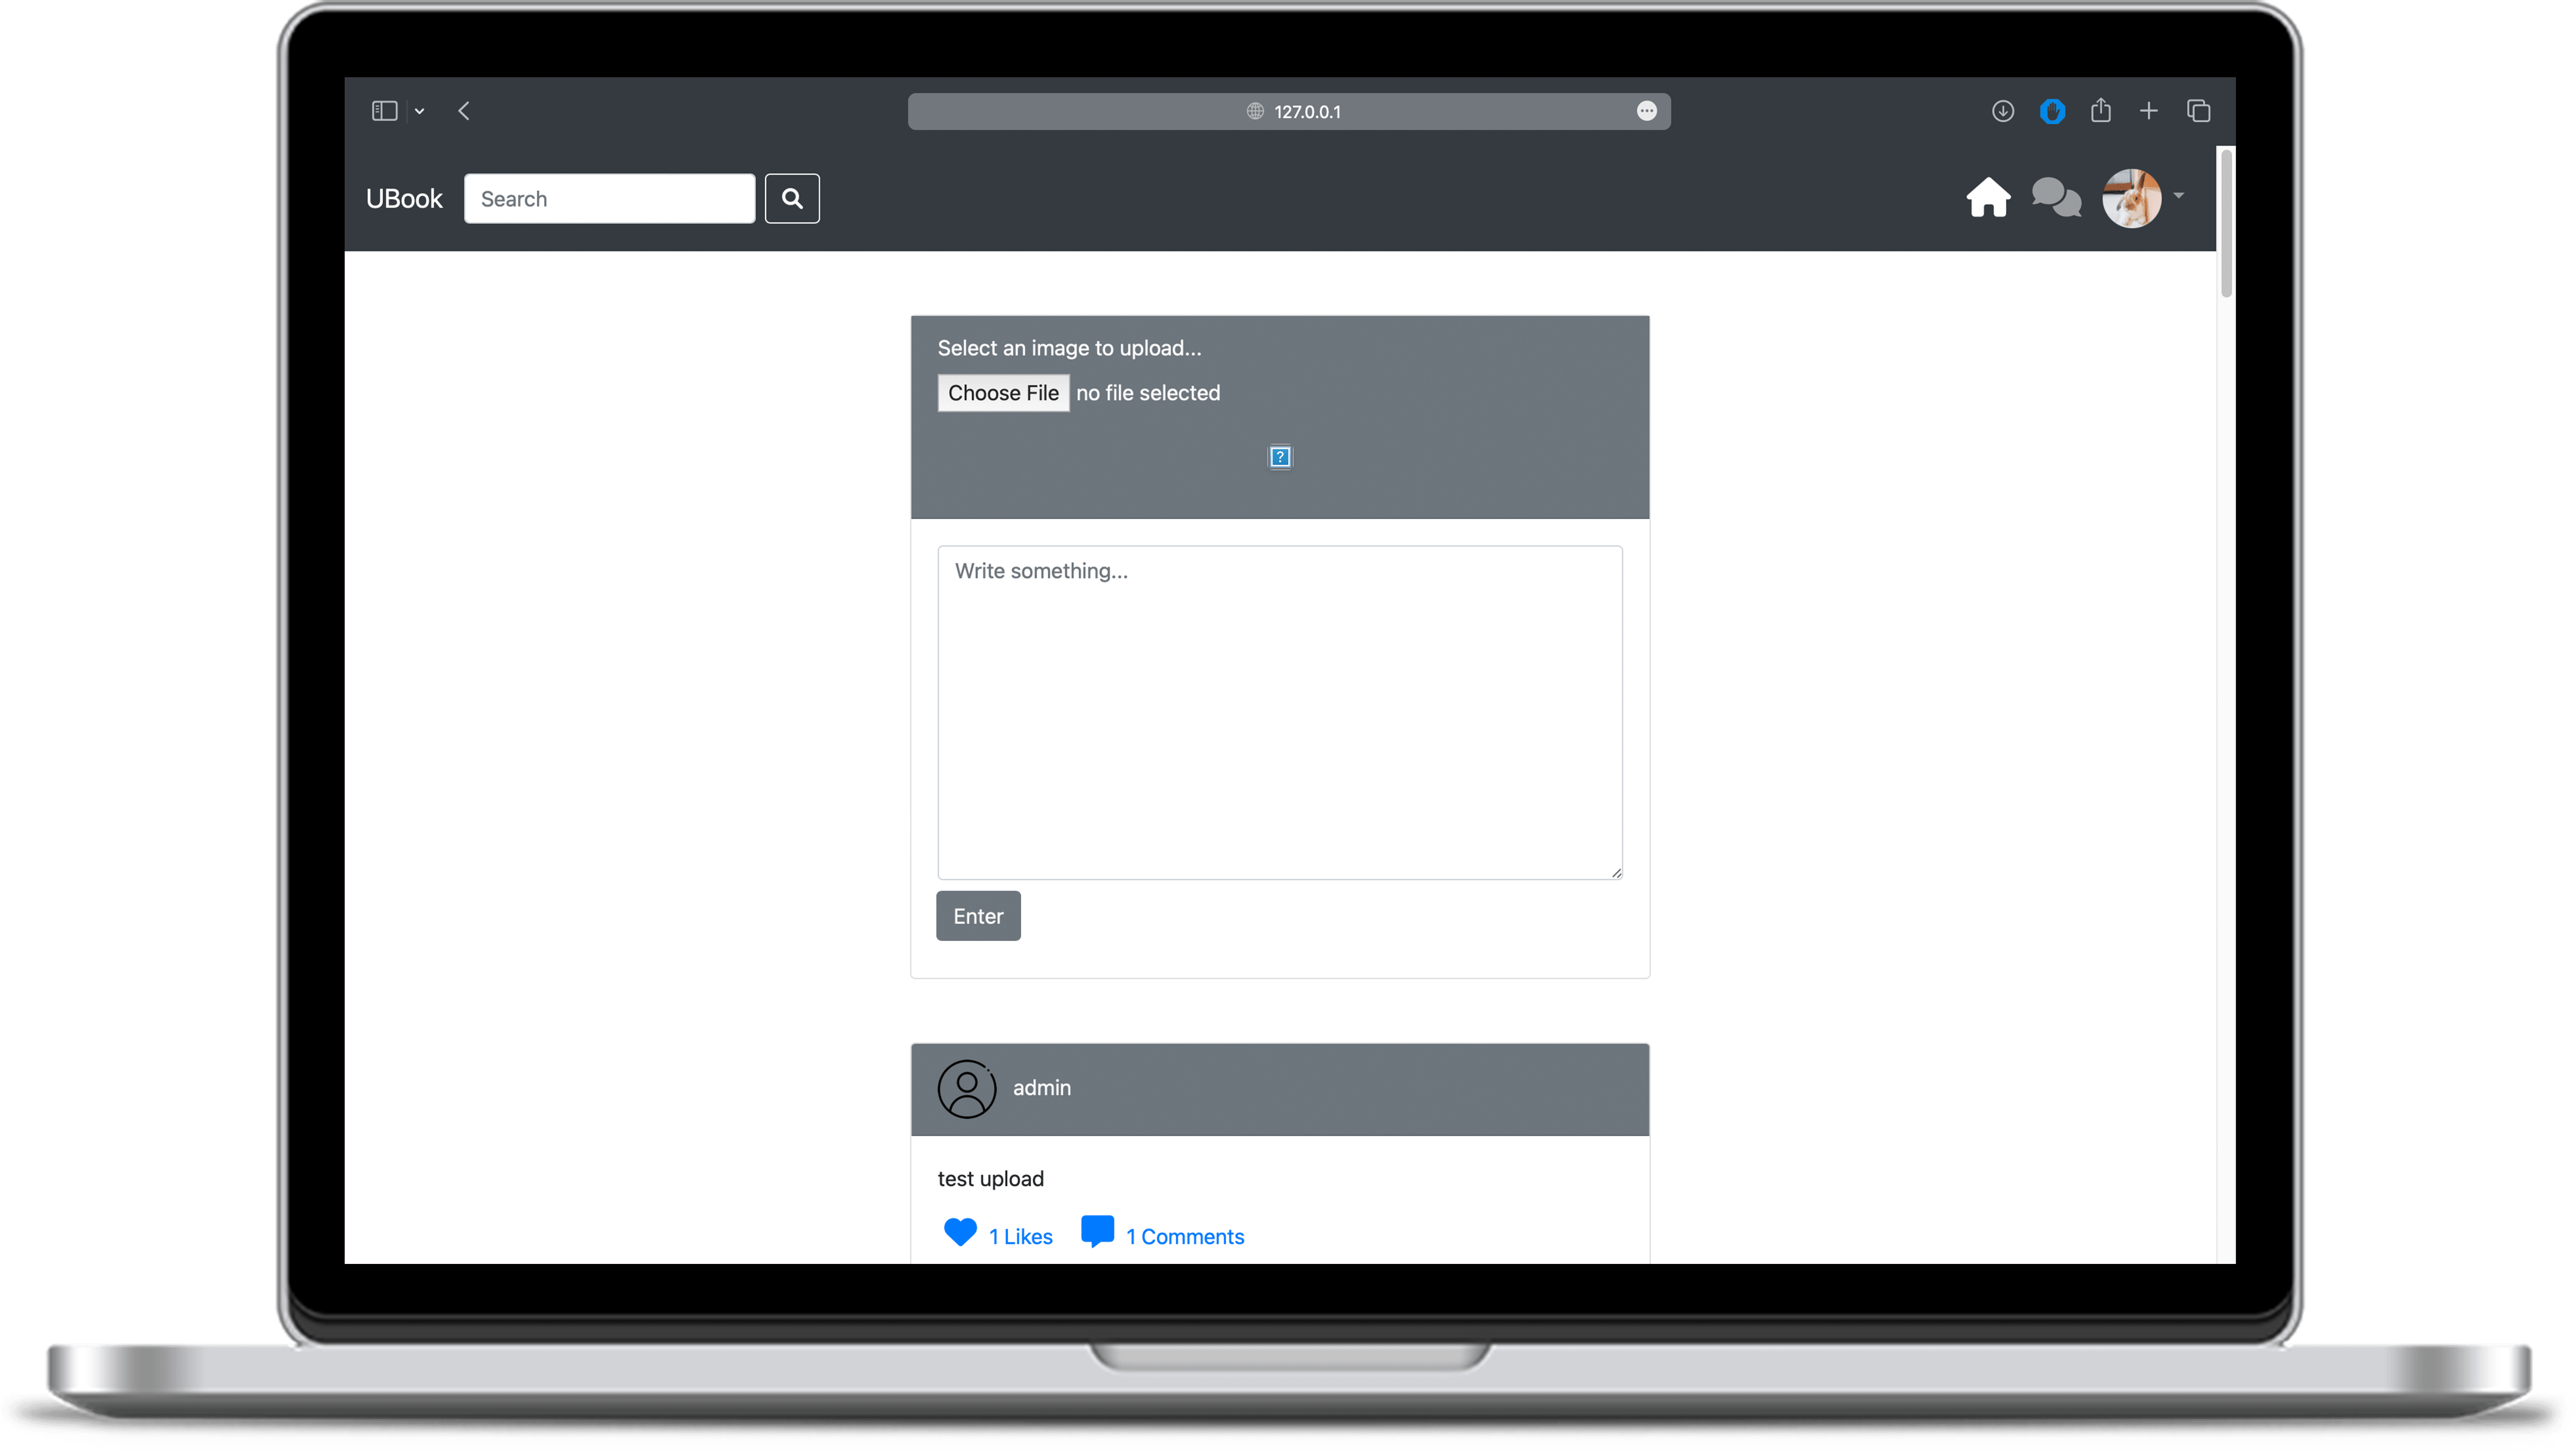 127.0.0.1
UBook
Search
Select an image to upload...
Choose File no file selected
?
Write something...
Enter
admin
test upload
1 Likes 1 Comments